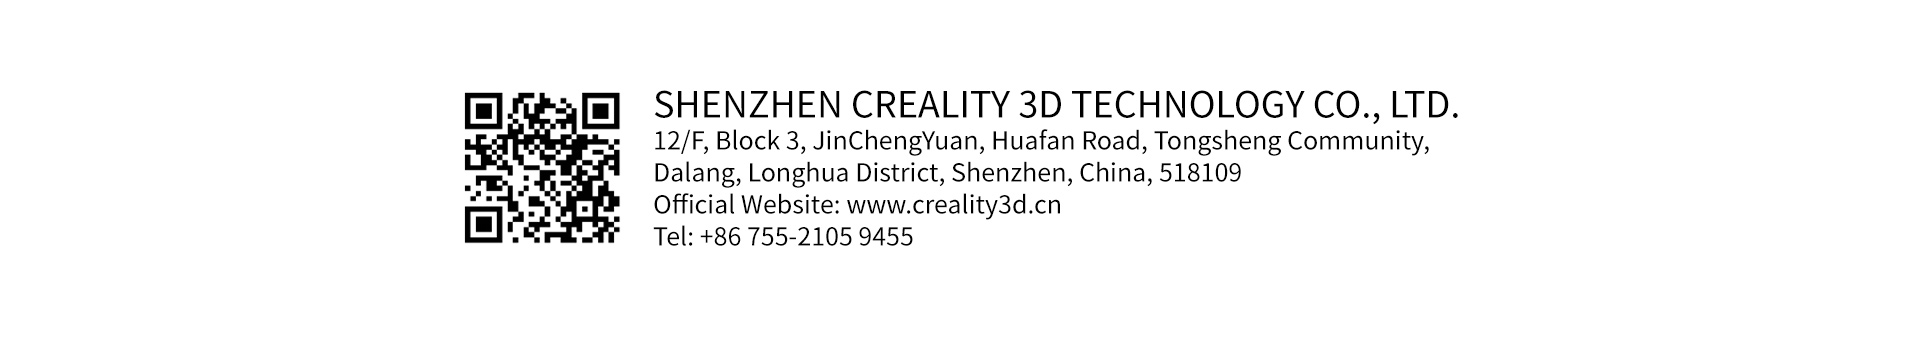 SHENZHEN CREALITY 3D TECHNOLOGY CO., LTD.
12/F, Block 3, JinChengYuan, Huafan Road, Tongsheng Community,
Dalang, Longhua District, Shenzhen, China, 518109
Official Website: www.creality3d.cn
Tel: +86 755-2105 9455